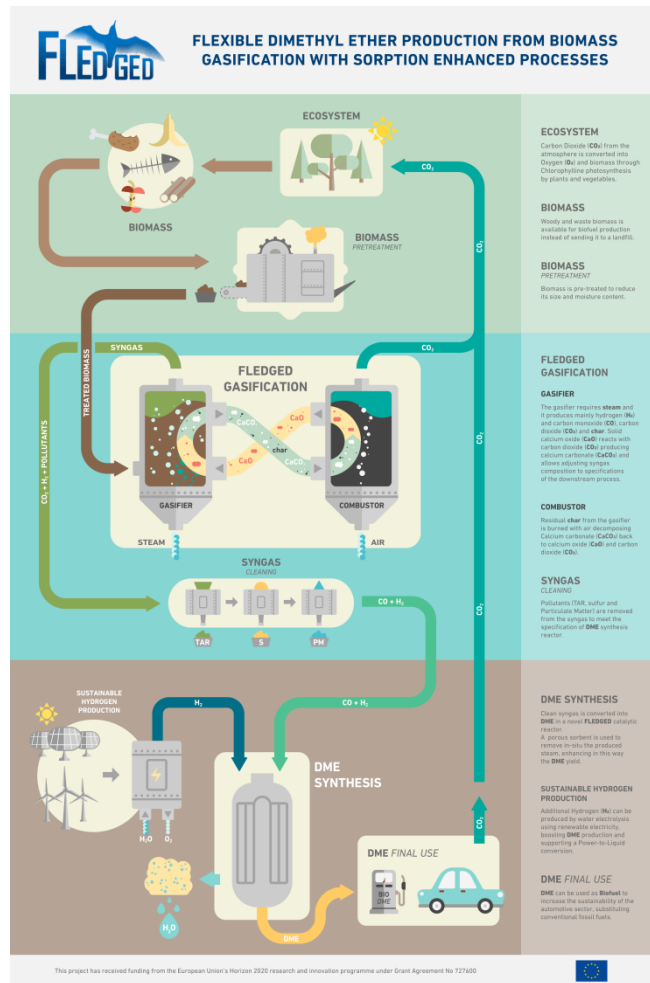 FLEDGED
FLEXIBLE DIMETHYL ETHER PRODUCTION FROM BIOMASS
GASIFICATION WITH SORPTION ENHANCED PROCESSES
ECOSYSTEM
CO₂
BIOMASS
BIOMASS
PRETREATMENT
CO₂
ECOSYSTEM
Carbon Dioxide (CO₂) from the
atmosphere is converted into
Oxygen (O₂) and biomass through
Chlorophylline photosynthesis
by plants and vegetables.
BIOMASS
Woody and waste biomass is
available for biofuel production
instead of sending it to a landfill.
BIOMASS
PRETREATMENT
Biomass is pre-treated to reduce
its size and moisture content.
SYNGAS
CO₂
TREATED BIOMASS
CO₂ + H₂ + POLLUTANTS
FLEDGED
GASIFICATION
CaCO₃
CaO
char
CaO
CaCO₃
GASIFIER
COMBUSTOR
STEAM
AIR
CO₂
SYNGAS
CLEANING
TAR
S
PM
CO + H₂
CO₂
FLEDGED
GASIFICATION
GASIFIER
The gasifier requires steam and
it produces mainly hydrogen (H₂)
and carbon monoxide (CO), carbon
dioxide (CO₂) and char. Solid
calcium oxide (CaO) reacts with
carbon dioxide (CO₂) producing
calcium carbonate (CaCO₃) and
allows adjusting syngas
composition to specifications
of the downstream process.
COMBUSTOR
Residual char from the gasifier
is burned with air decomposing
Calcium carbonate (CaCO₃) back
to calcium oxide (CaO) and carbon
dioxide (CO₂).
SYNGAS
CLEANING
Pollutants (TAR, sulfur and
Particulate Matter) are removed
from the syngas to meet the
specification of DME synthesis
reactor.
SUSTAINABLE
HYDROGEN
PRODUCTION
H₂
CO + H₂
H₂O
O₂
DME
SYNTHESIS
H₂O
DME
DME FINAL USE
BIO
DME
CO₂
DME SYNTHESIS
Clean syngas is converted into
DME in a novel FLEDGED catalytic
reactor.
A porous sorbent is used to
remove in-situ the produced
steam, enhancing in this way
the DME yield.
SUSTAINABLE HYDROGEN
PRODUCTION
Additional Hydrogen (H₂) can be
produced by water electrolysis
using renewable electricity,
boosting DME production and
supporting a Power-to-Liquid
conversion.
DME FINAL USE
DME can be used as Biofuel to
increase the sustainability of the
automotive sector, substituting
conventional fossil fuels.
This project has received funding from the European Union's Horizon 2020 research and innovation programme under Grant Agreement No 727600